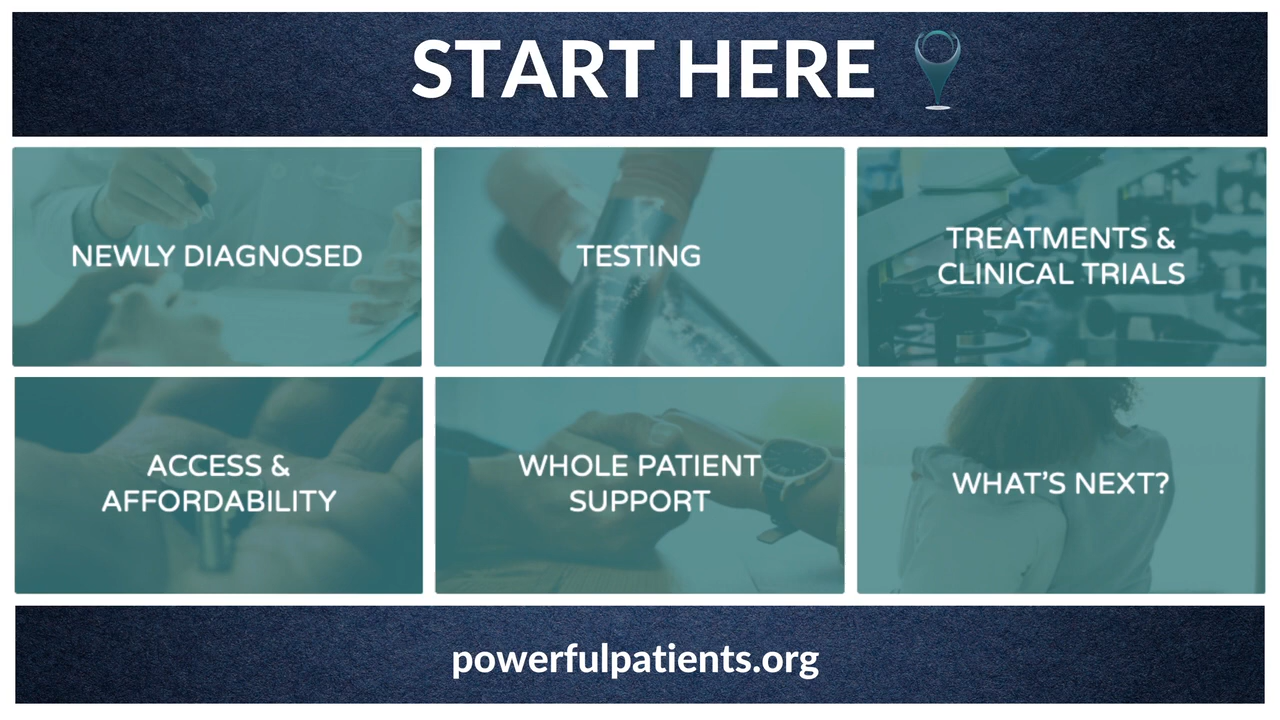 START HERE
NEWLY DIAGNOSED
TESTING
TREATMENTS &
CLINICAL TRIALS
ACCESS &
AFFORDABILITY
WHOLE PATIENT
SUPPORT
WHAT'S NEXT?
powerfulpatients.org